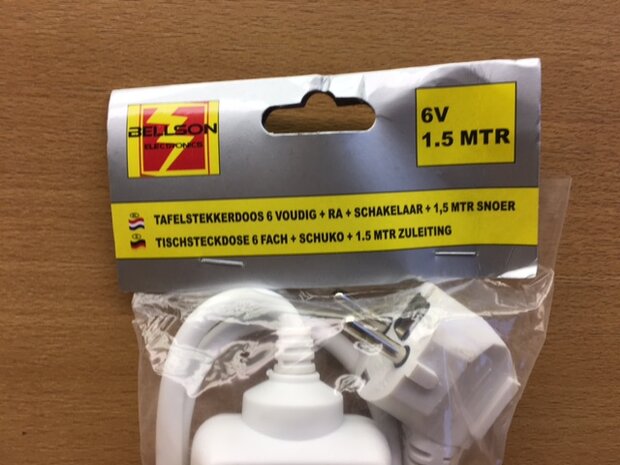 BELLSON
ELECTRONICS
6V
1.5 MTR
TAFELSTEKKERDOOS 6 VOUDIG + RA + SCHAKELAAR + 1,5 MTR SNOER
TISCHSTECKDOSE 6 FACH + SCHUKO + 1.5 MTR ZULEITING